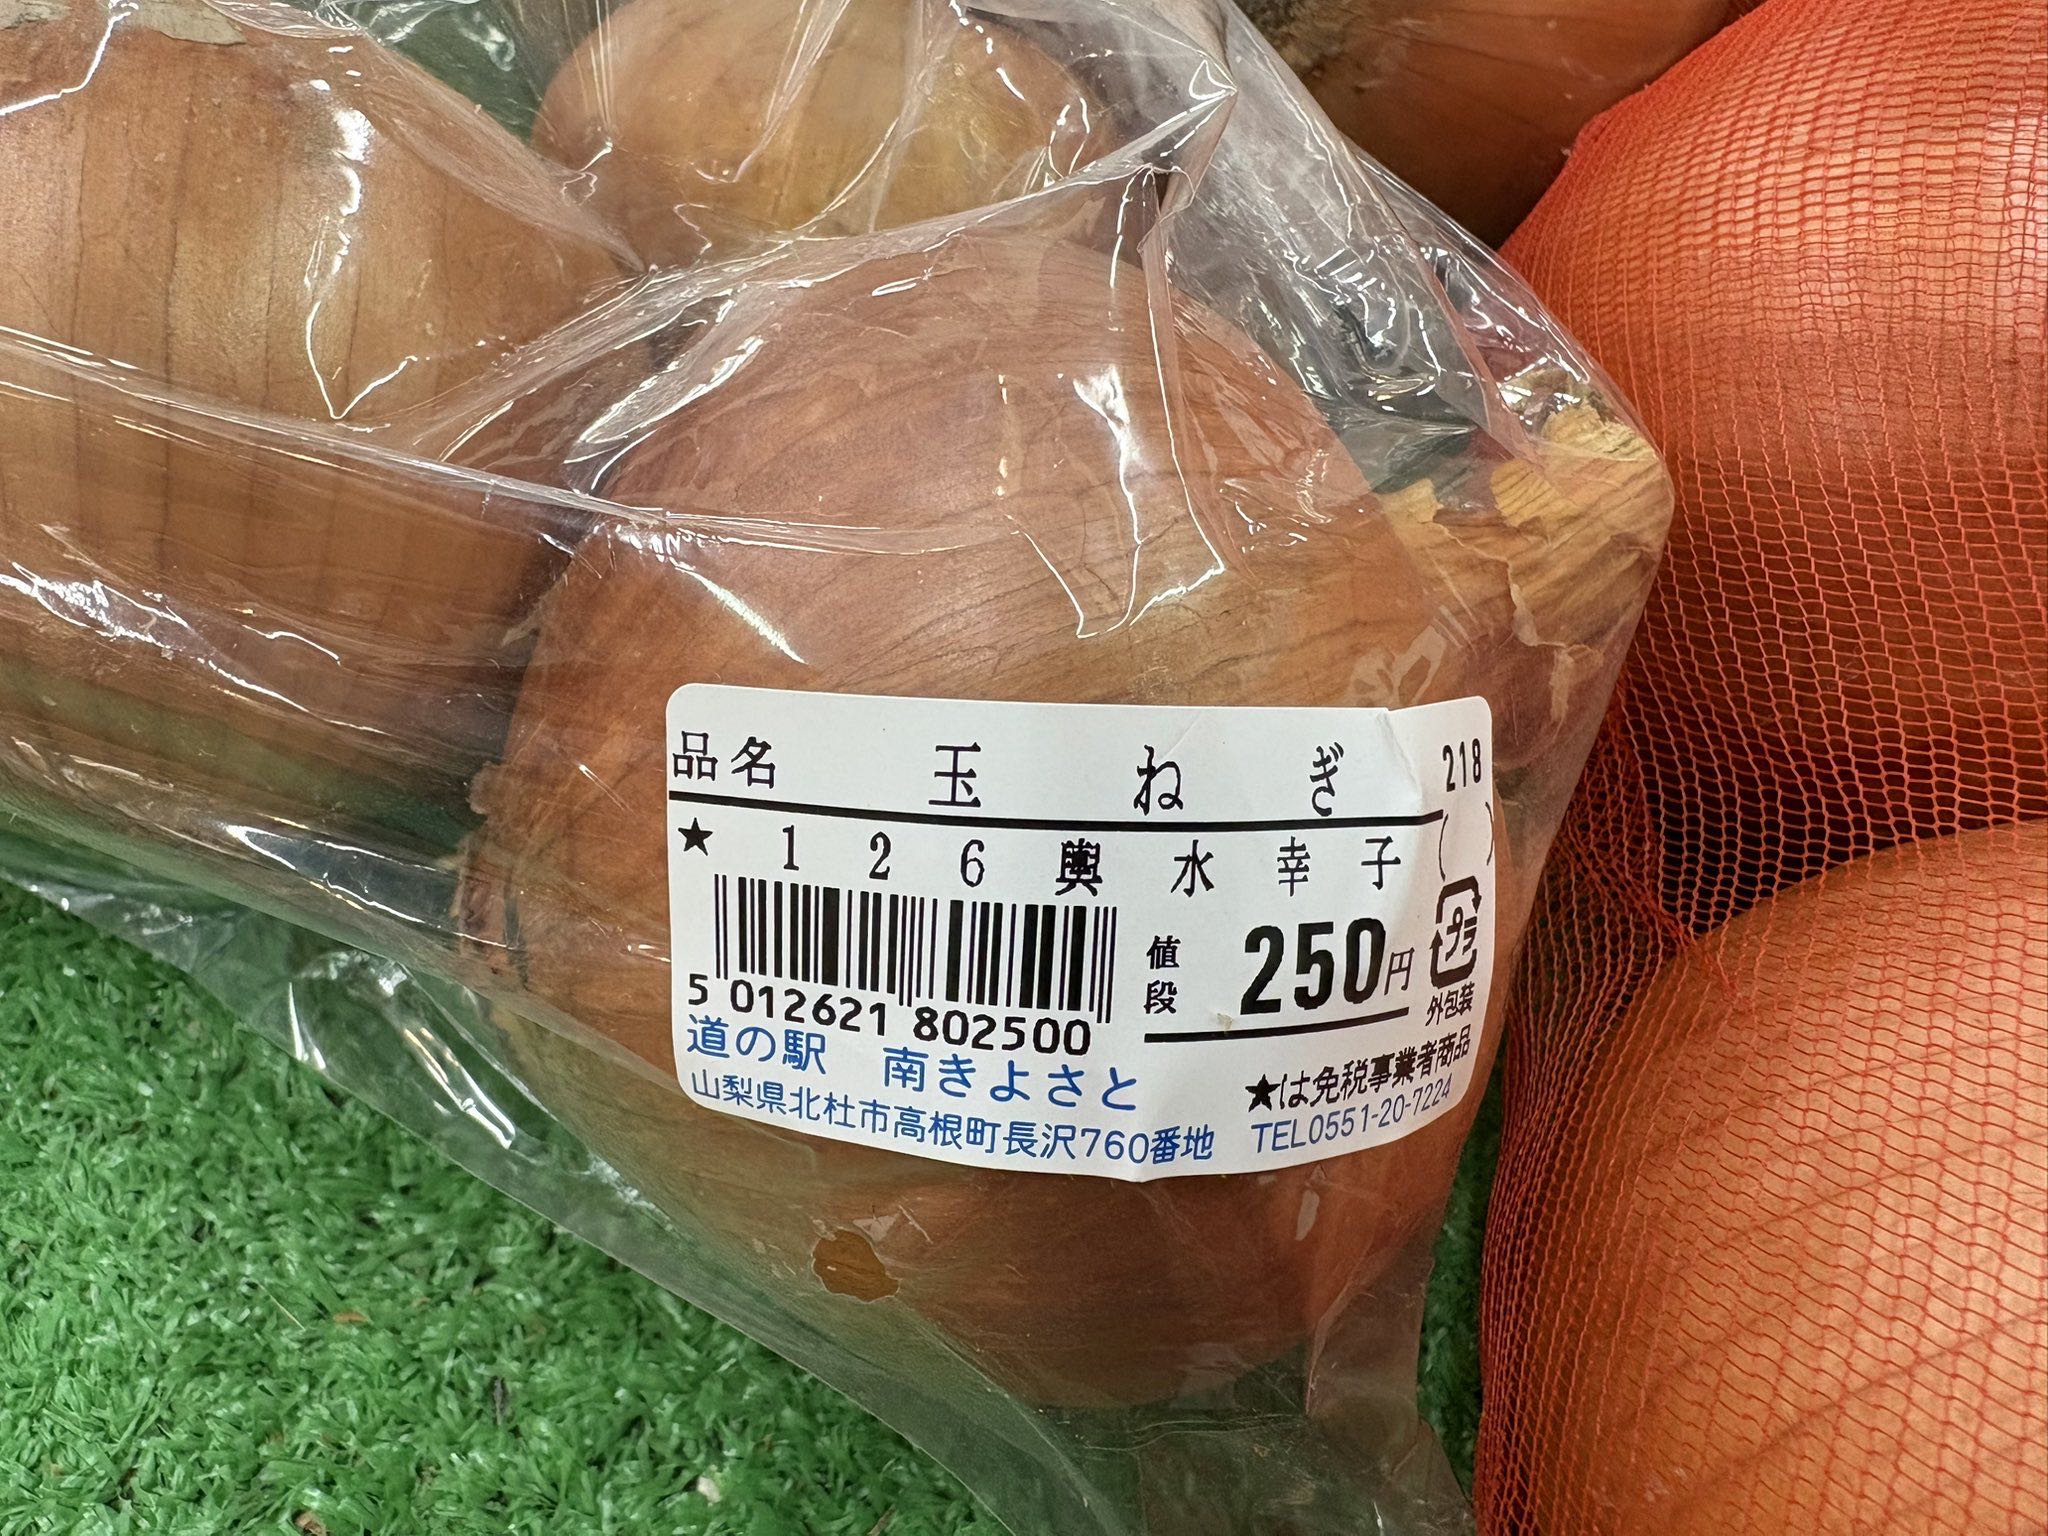 品名 玉ねぎ 218
★ 126輿水幸子 ( )
値段 250円
プラ
外包装
5 012621 802500
★は免税事業者商品
道の駅 南きよさと
山梨県北杜市高根町長沢760番地 TEL0551-20-7224